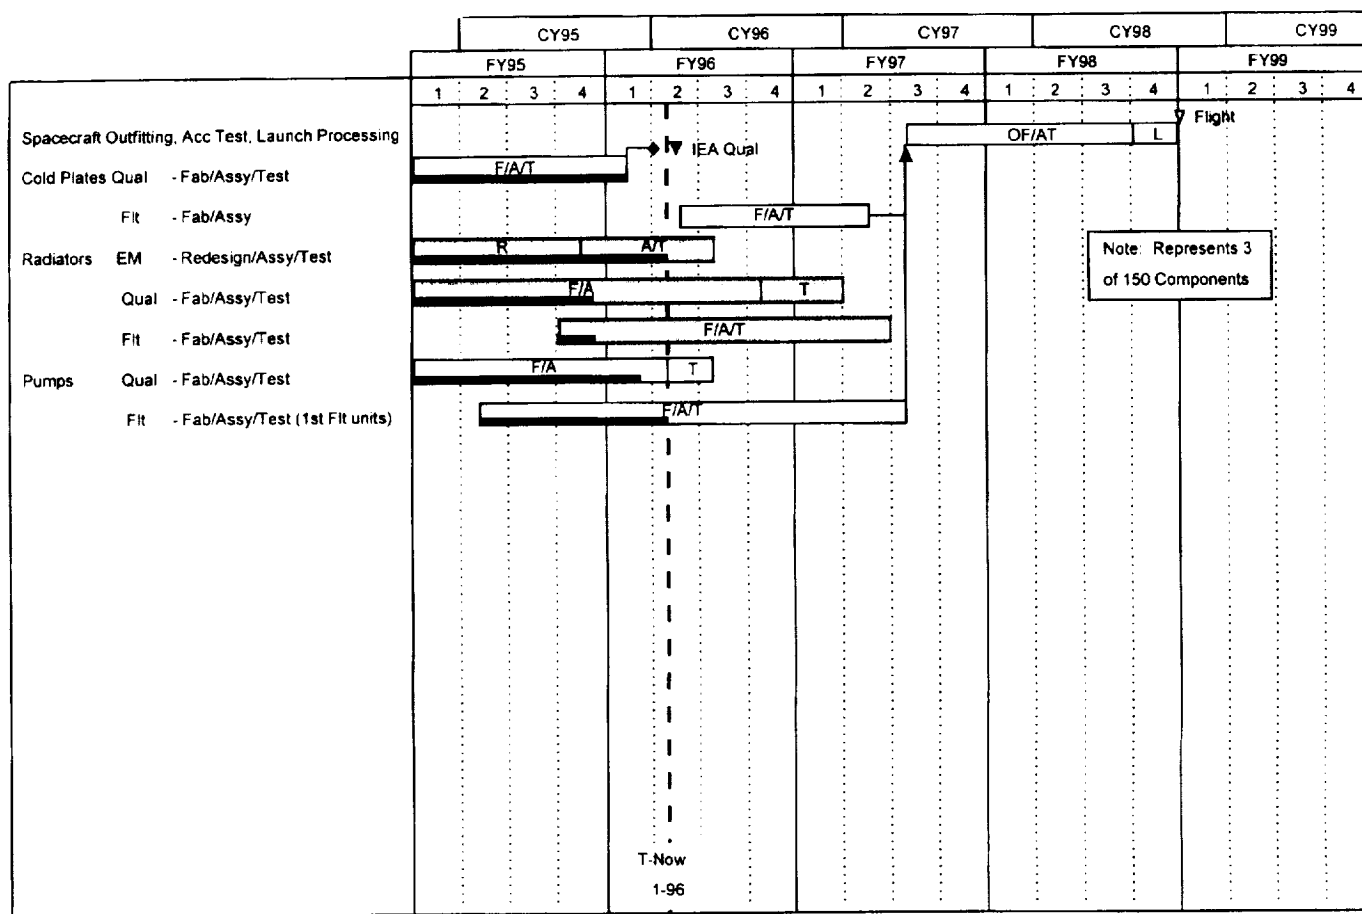 CY95 CY96 CY97 CY98 CY99
FY95 FY96 FY97 FY98 FY99
1 2 3 4 1 2 3 4 1 2 3 4 1 2 3 4 1 2 3 4
Flight
Spacecraft Outfitting, Acc Test, Launch Processing OF/AT L
IEA Qual
Cold Plates Qual - Fab/Assy/Test F/A/T
Flt - Fab/Assy F/A/T
Radiators EM - Redesign/Assy/Test R A/T
Note: Represents 3
of 150 Components
Qual - Fab/Assy/Test F/A T
Flt - Fab/Assy/Test F/A/T
Pumps Qual - Fab/Assy/Test F/A T
Flt - Fab/Assy/Test (1st Flt units) F/A/T
T-Now
1-96